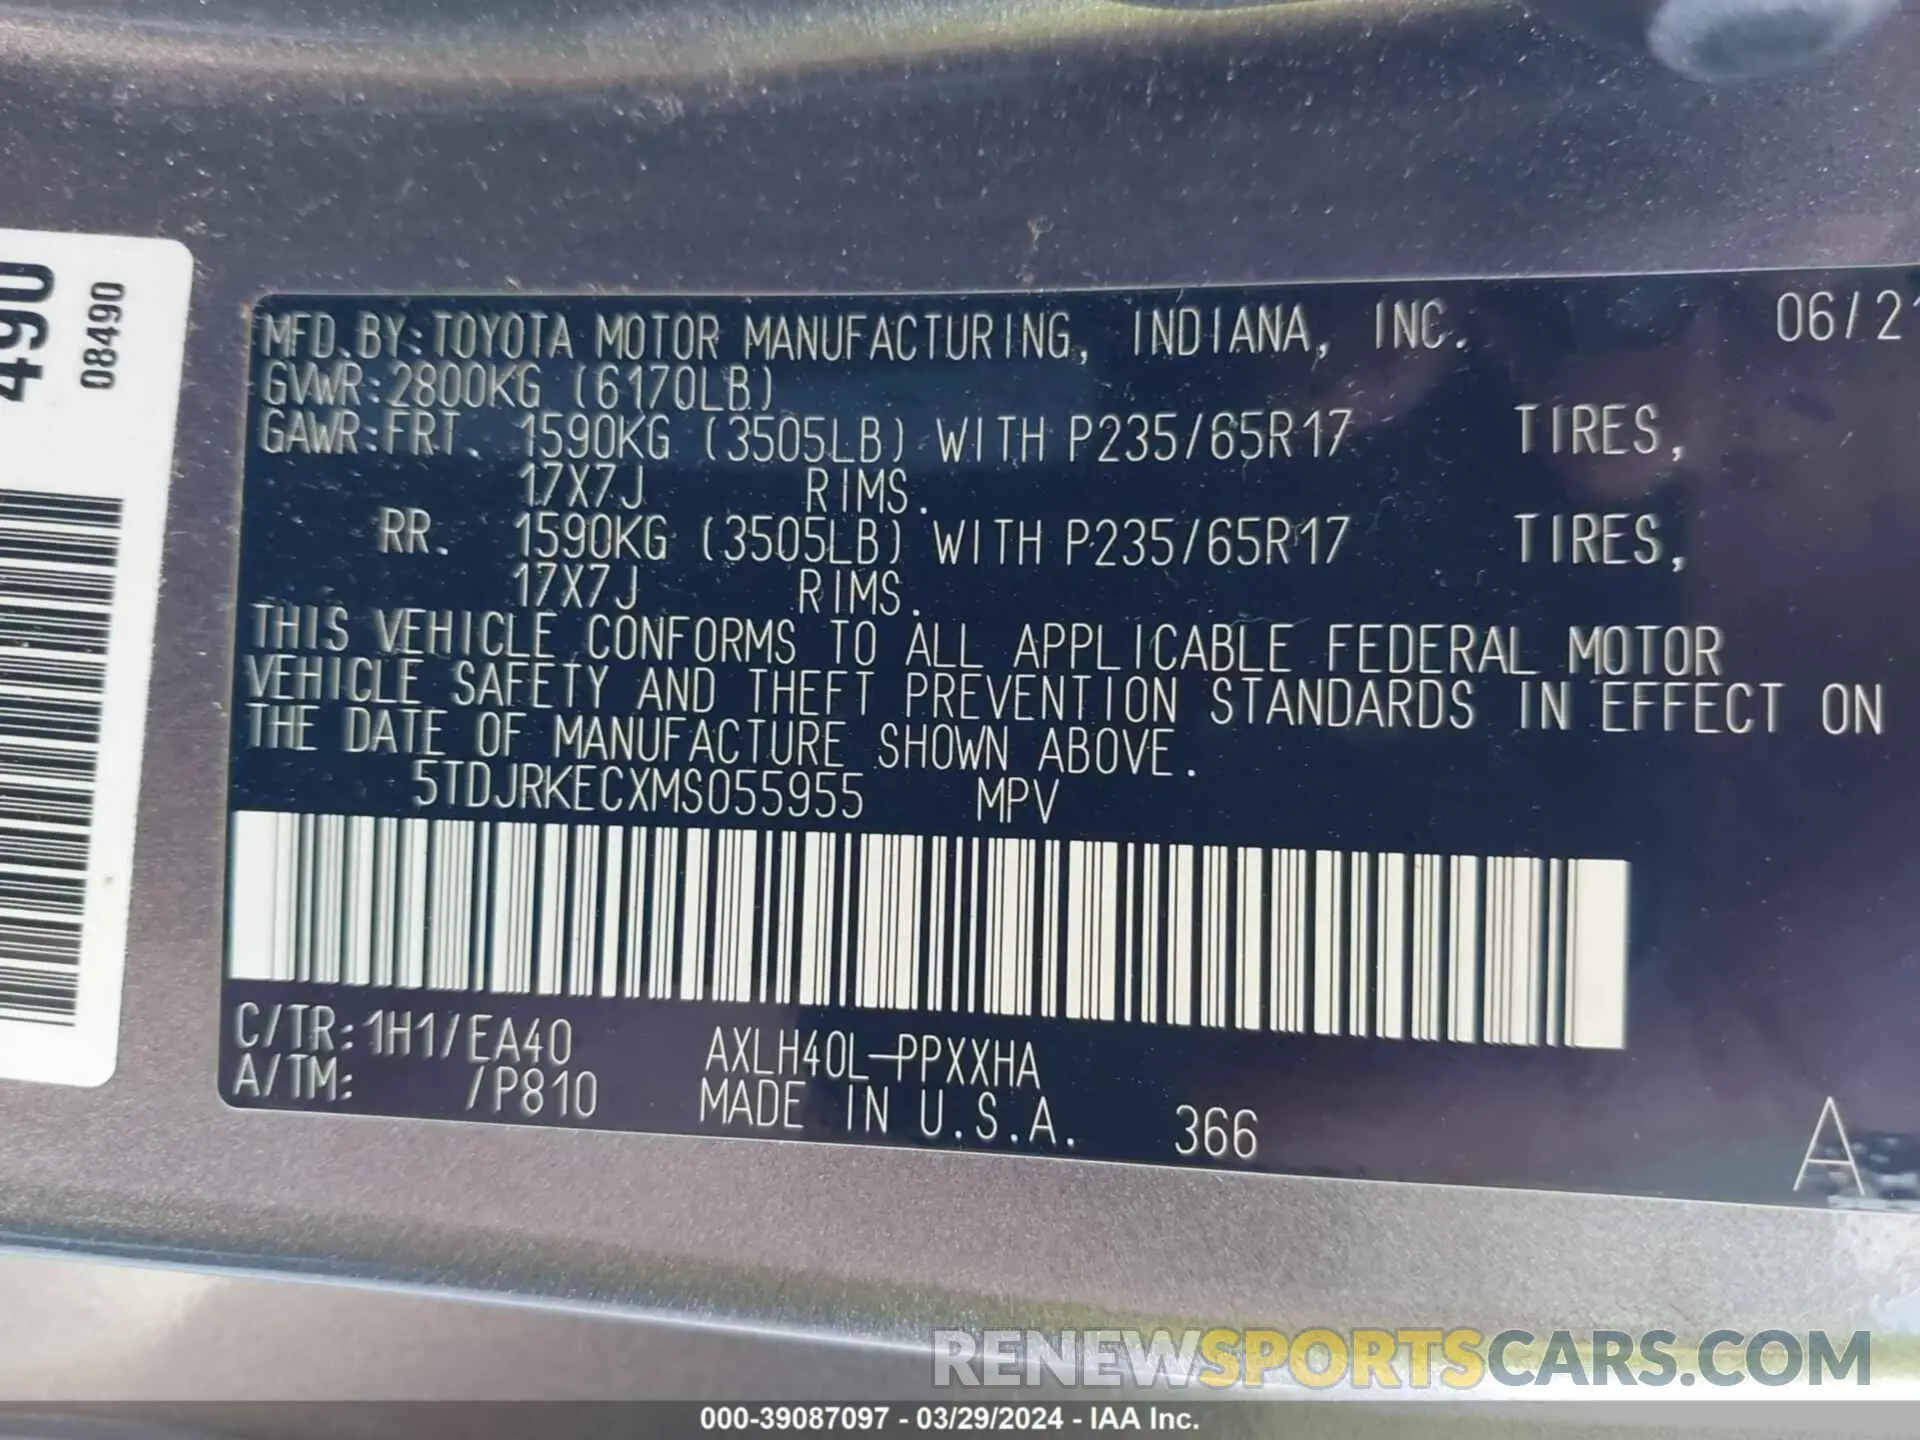 490
08490
MFD.BY:TOYOTA MOTOR MANUFACTURING, INDIANA, INC. 06/21
GVWR:2800KG (6170LB)
GAWR:FRT. 1590KG (3505LB) WITH P235/65R17 TIRES,
17X7J RIMS.
RR. 1590KG (3505LB) WITH P235/65R17 TIRES,
17X7J RIMS.
THIS VEHICLE CONFORMS TO ALL APPLICABLE FEDERAL MOTOR
VEHICLE SAFETY AND THEFT PREVENTION STANDARDS IN EFFECT ON
THE DATE OF MANUFACTURE SHOWN ABOVE.
5TDJRKECXMS055955 MPV
C/TR:1H1/EA40 AXLH40L-PPXXHA
A/TM: /P810 MADE IN U.S.A. 366
A
RENEWSPORTSCARS.COM
000-39087097 - 03/29/2024 - IAA Inc.